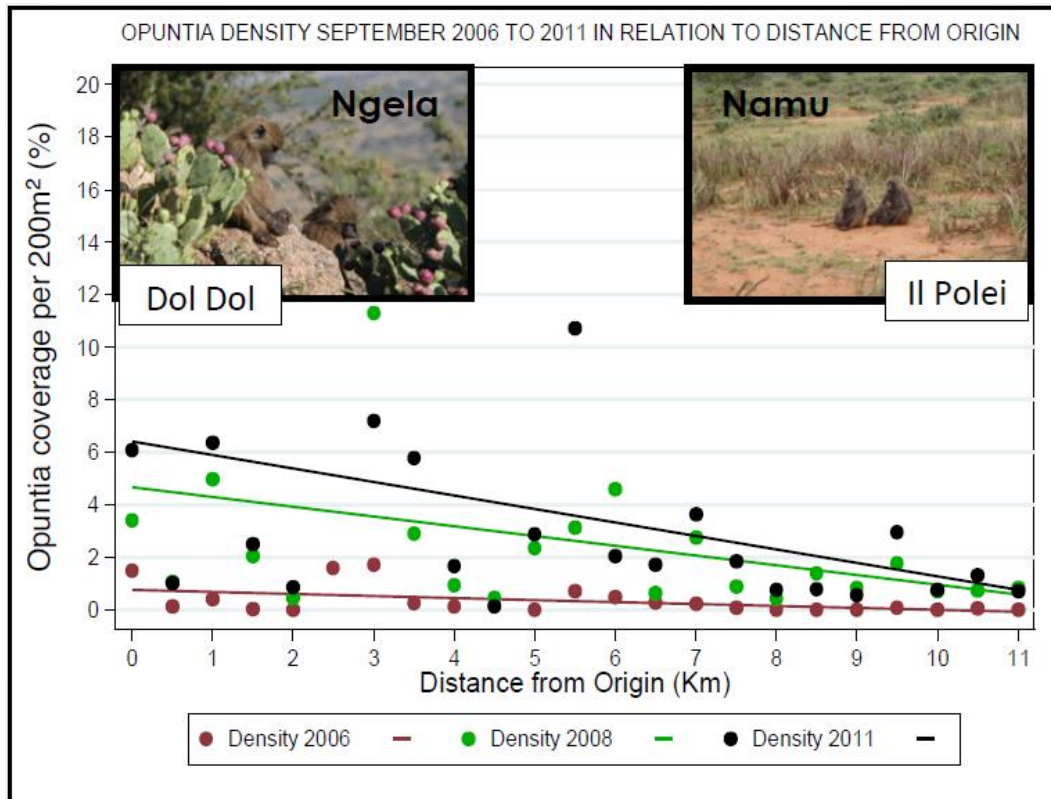 OPUNTIA DENSITY SEPTEMBER 2006 TO 2011 IN RELATION TO DISTANCE FROM ORIGIN
Opuntia coverage per 200m² (%)
20
18
16
14
12
10
8
6
4
2
0
Ngela
Namu
Dol Dol
Il Polei
0 1 2 3 4 5 6 7 8 9 10 11
Distance from Origin (Km)
Density 2006 Density 2008 Density 2011